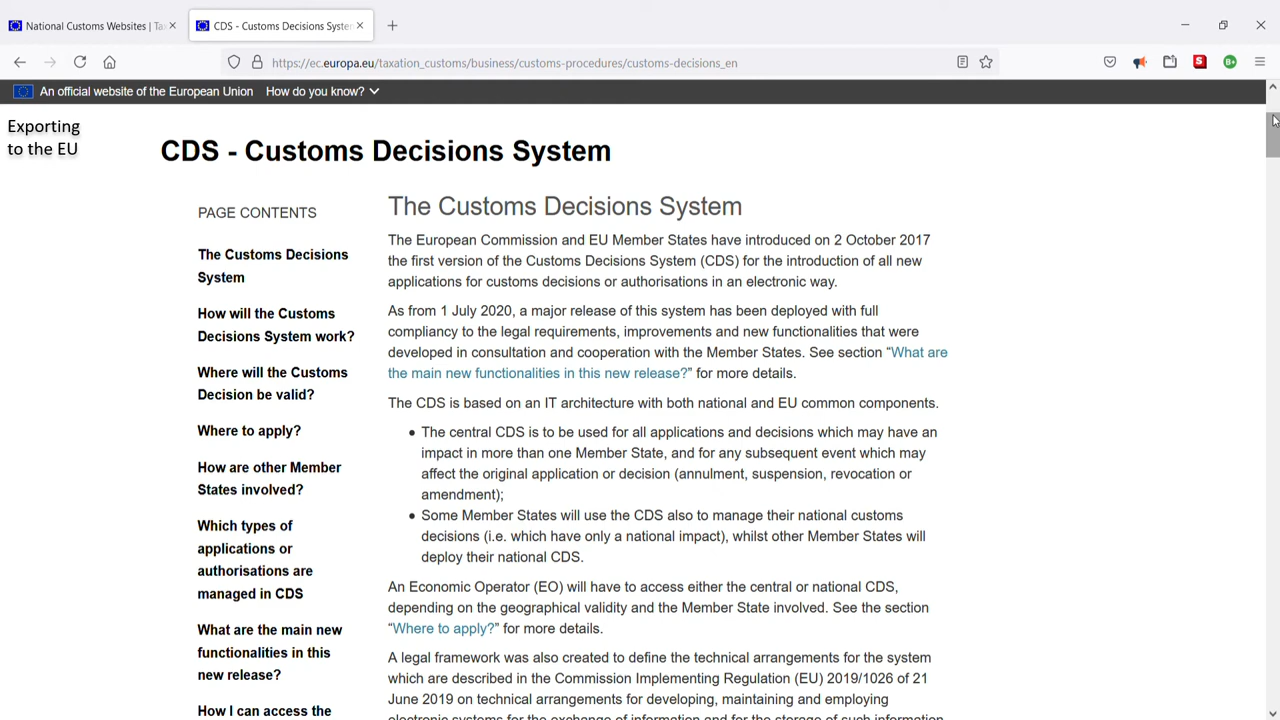 National Customs Websites | Ta
CDS - Customs Decisions Syste
https://ec.europa.eu/taxation_customs/business/customs-procedures/customs-decisions_en
An official website of the European Union How do you know?
Exporting
to the EU
CDS - Customs Decisions System
PAGE CONTENTS
The Customs Decisions
System
How will the Customs
Decisions System work?
Where will the Customs
Decision be valid?
Where to apply?
How are other Member
States involved?
Which types of
applications or
authorisations are
managed in CDS
What are the main new
functionalities in this
new release?
How I can access the
The Customs Decisions System
The European Commission and EU Member States have introduced on 2 October 2017
the first version of the Customs Decisions System (CDS) for the introduction of all new
applications for customs decisions or authorisations in an electronic way.
As from 1 July 2020, a major release of this system has been deployed with full
compliancy to the legal requirements, improvements and new functionalities that were
developed in consultation and cooperation with the Member States. See section “What are
the main new functionalities in this new release?” for more details.
The CDS is based on an IT architecture with both national and EU common components.
• The central CDS is to be used for all applications and decisions which may have an
impact in more than one Member State, and for any subsequent event which may
affect the original application or decision (annulment, suspension, revocation or
amendment);
• Some Member States will use the CDS also to manage their national customs
decisions (i.e. which have only a national impact), whilst other Member States will
deploy their national CDS.
An Economic Operator (EO) will have to access either the central or national CDS,
depending on the geographical validity and the Member State involved. See the section
“Where to apply?” for more details.
A legal framework was also created to define the technical arrangements for the system
which are described in the Commission Implementing Regulation (EU) 2019/1026 of 21
June 2019 on technical arrangements for developing, maintaining and employing
electronic systems for the exchange of information and for the storage of such information